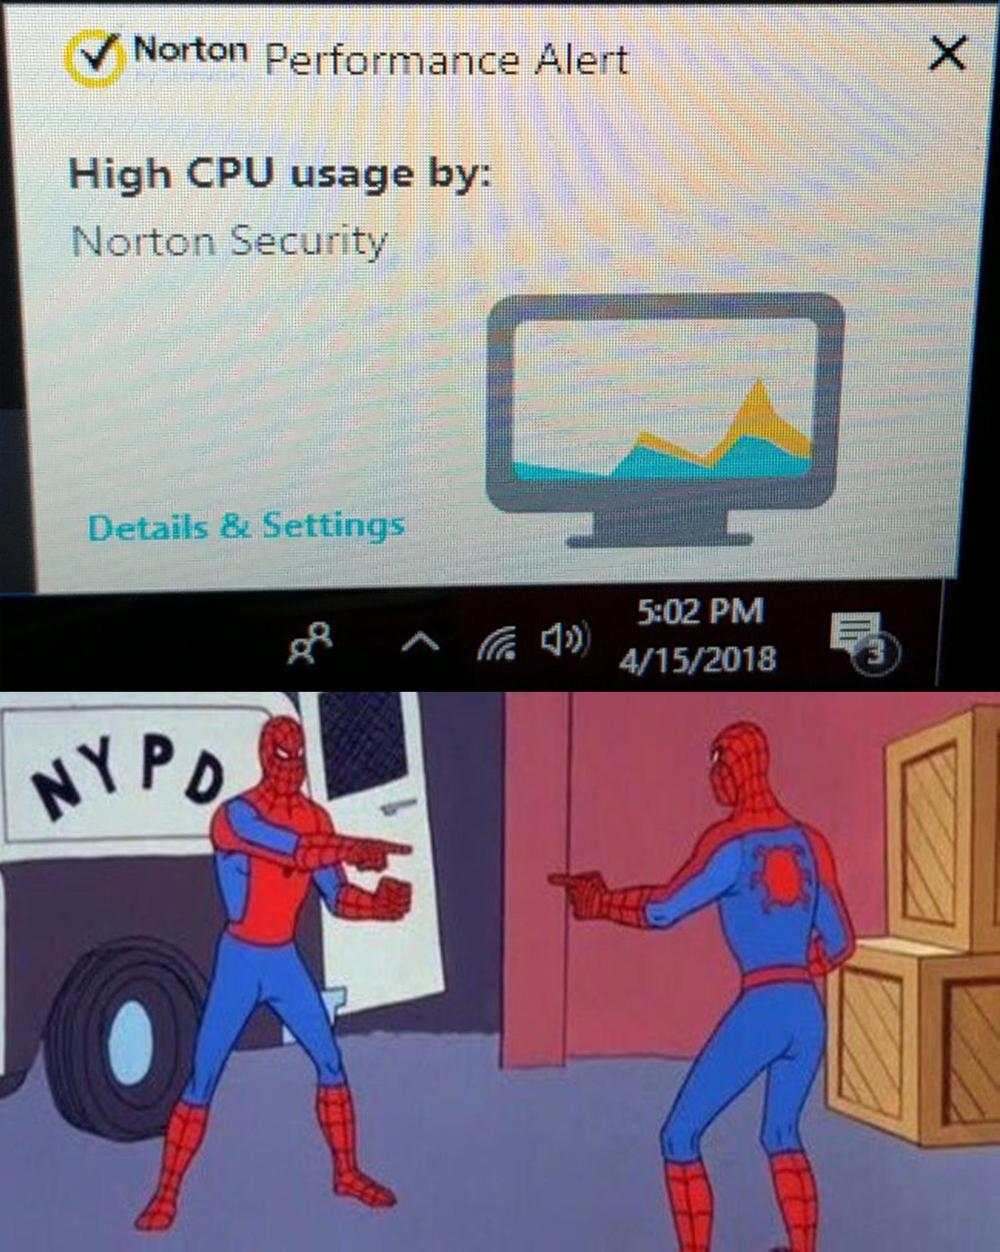 Norton Performance Alert
High CPU usage by:
Norton Security
Details & Settings
5:02 PM
4/15/2018
3
NYPD